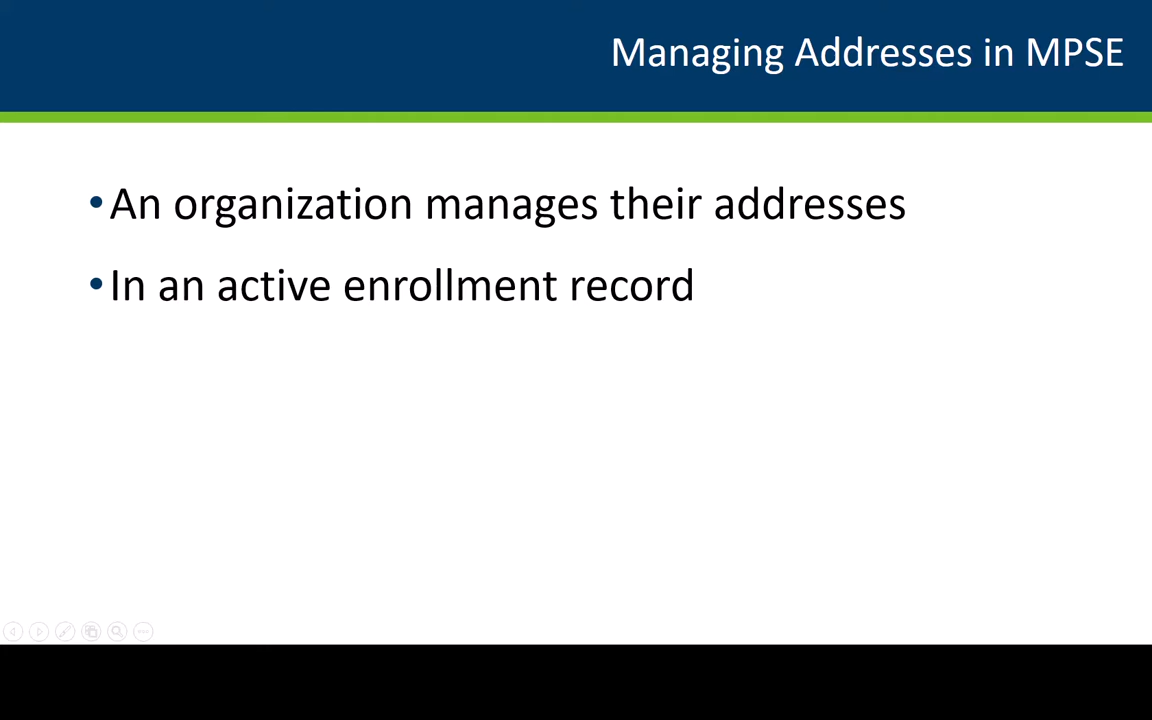 Managing Addresses in MPSE
•An organization manages their addresses
•In an active enrollment record